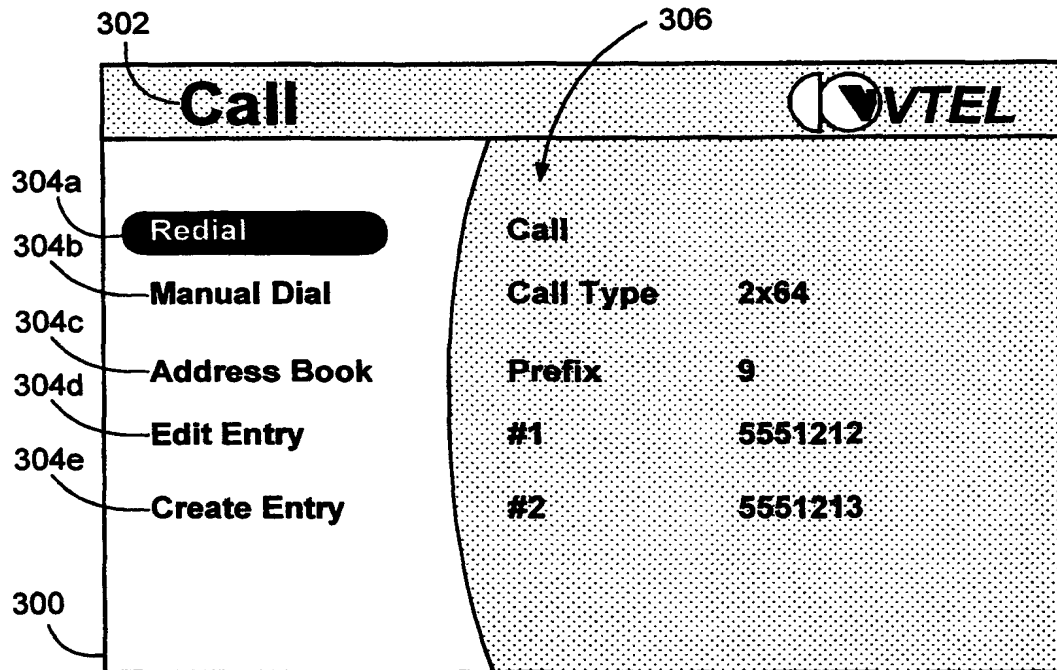 302
306
Call VTEL
304a
Redial Call
304b
Manual Dial Call Type 2x64
304c
Address Book Prefix 9
304d
Edit Entry #1 5551212
304e
Create Entry #2 5551213
300